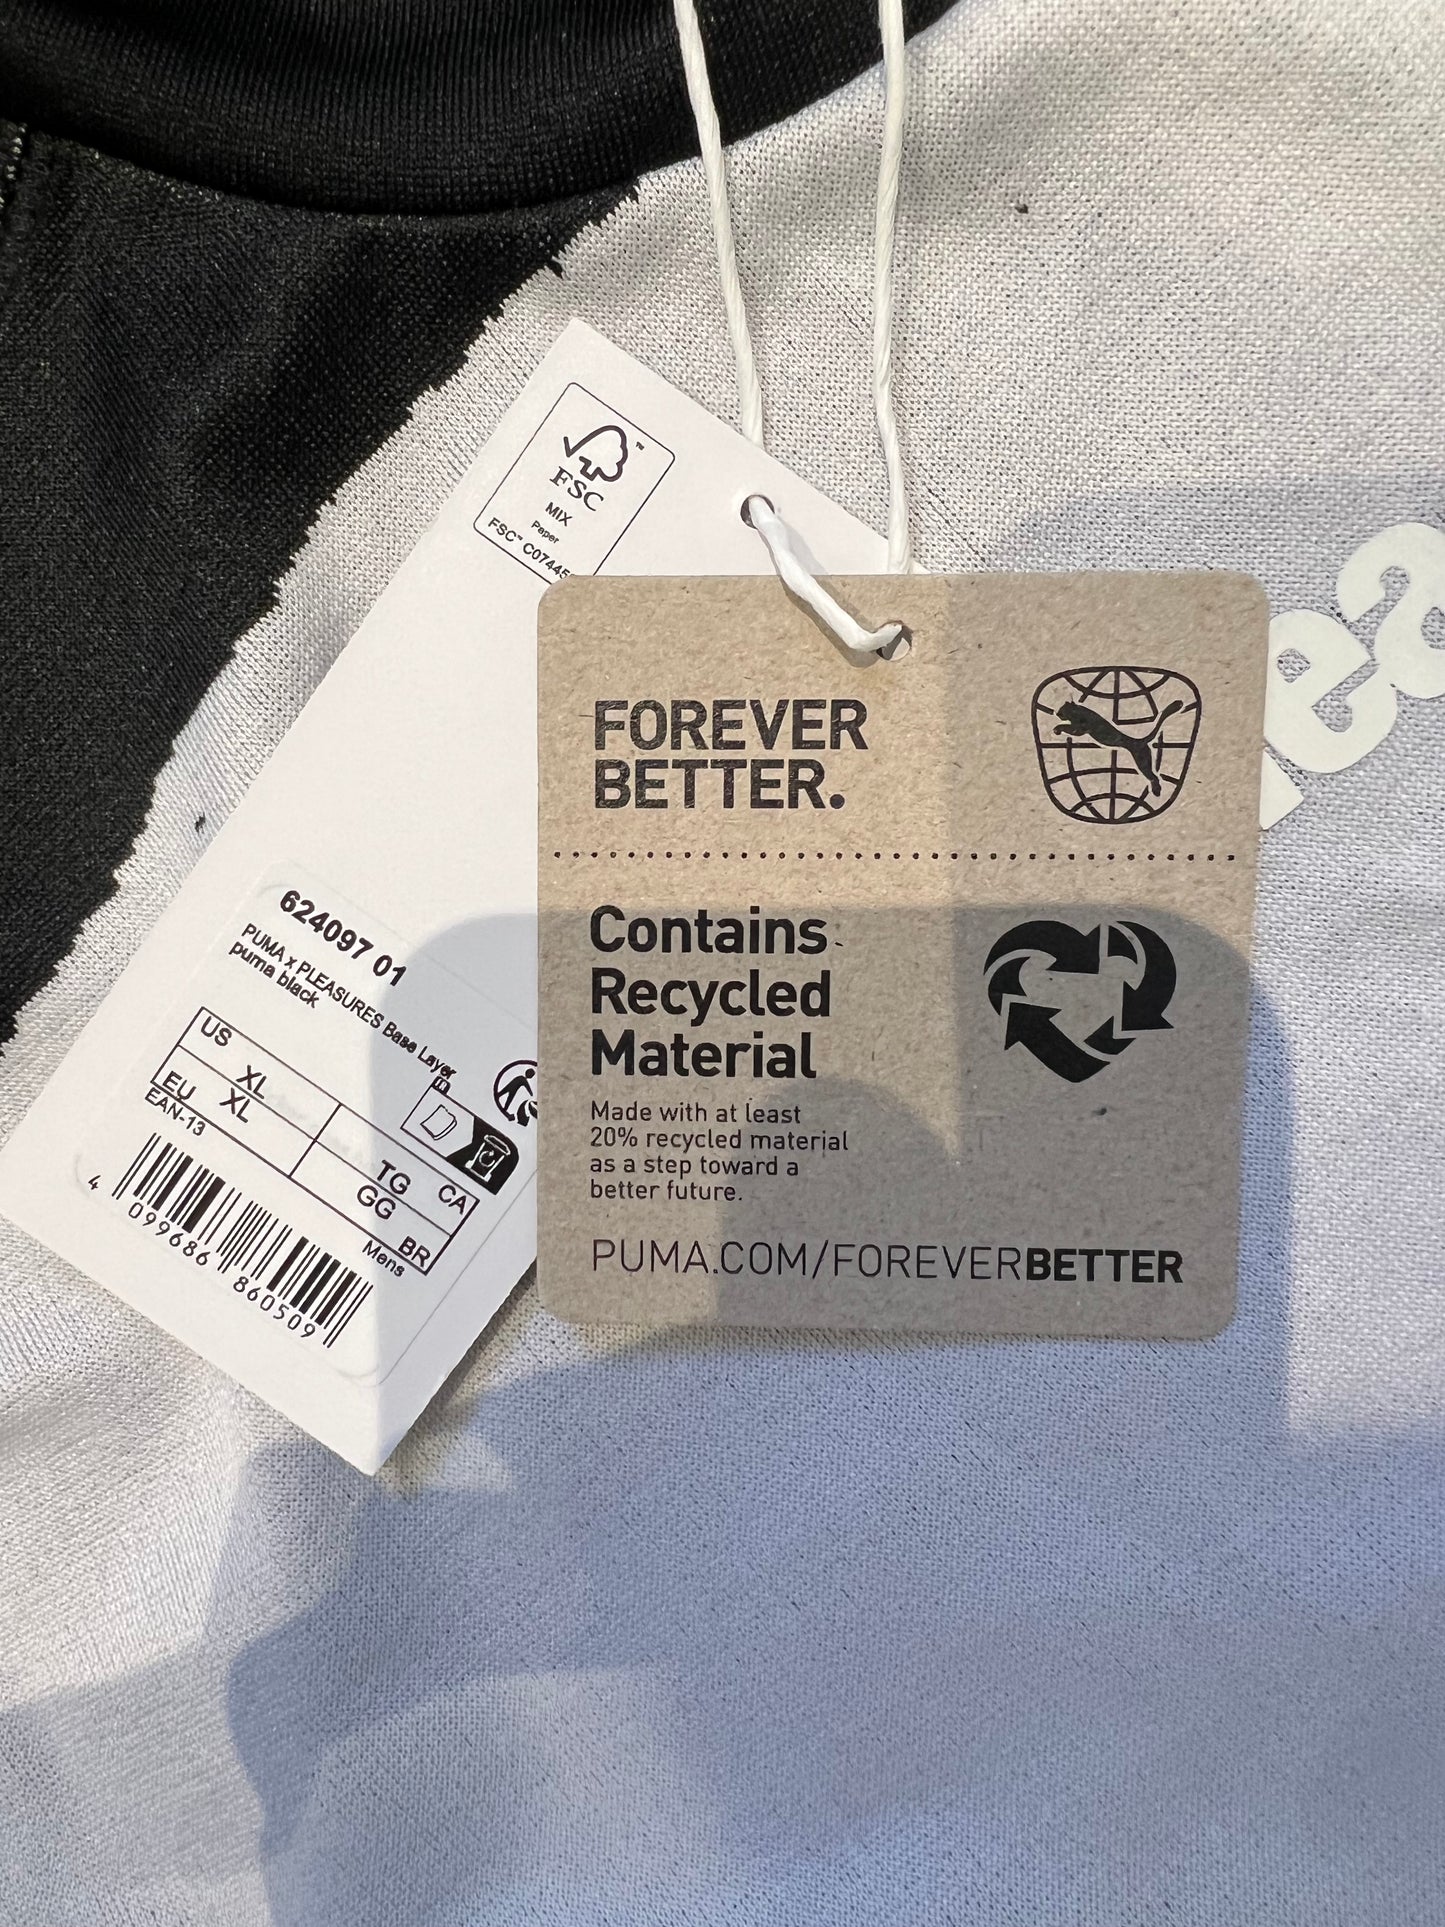 FSC™
MIX
Paper
FSC™ C07445
624097 01
PUMA x PLEASURES Base Layer
puma black
US XL
EU XL
TG CA
GG BR
EAN-13
Mens
4 099686 860509
FOREVER
BETTER.
Contains
Recycled
Material
Made with at least
20% recycled material
as a step toward a
better future.
PUMA.COM/FOREVERBETTER